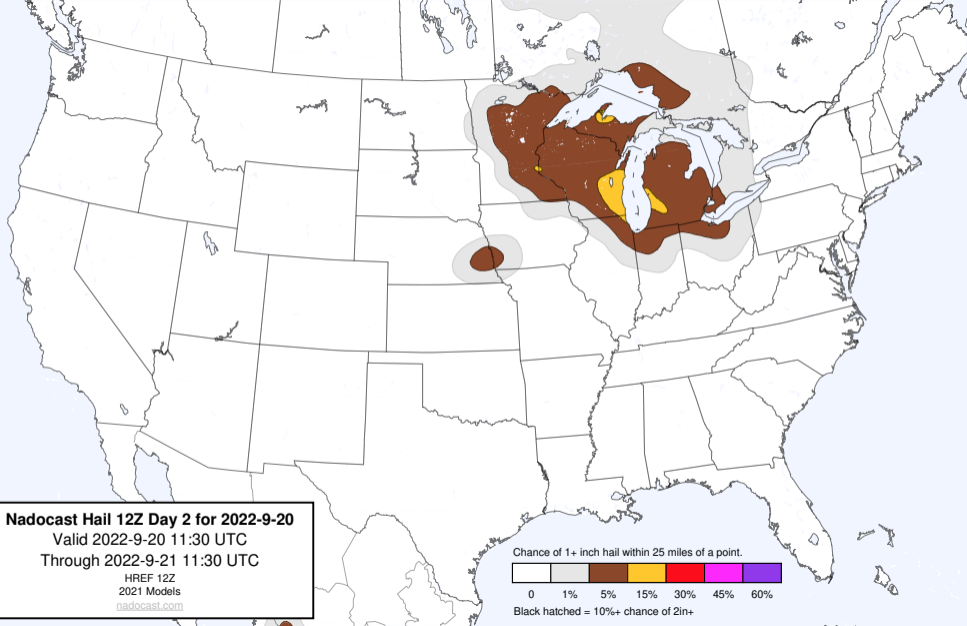 Nadocast Hail 12Z Day 2 for 2022-9-20
Valid 2022-9-20 11:30 UTC
Through 2022-9-21 11:30 UTC
HREF 12Z
2021 Models
nadocast.com
Chance of 1+ inch hail within 25 miles of a point.
0 1% 5% 15% 30% 45% 60%
Black hatched = 10%+ chance of 2in+